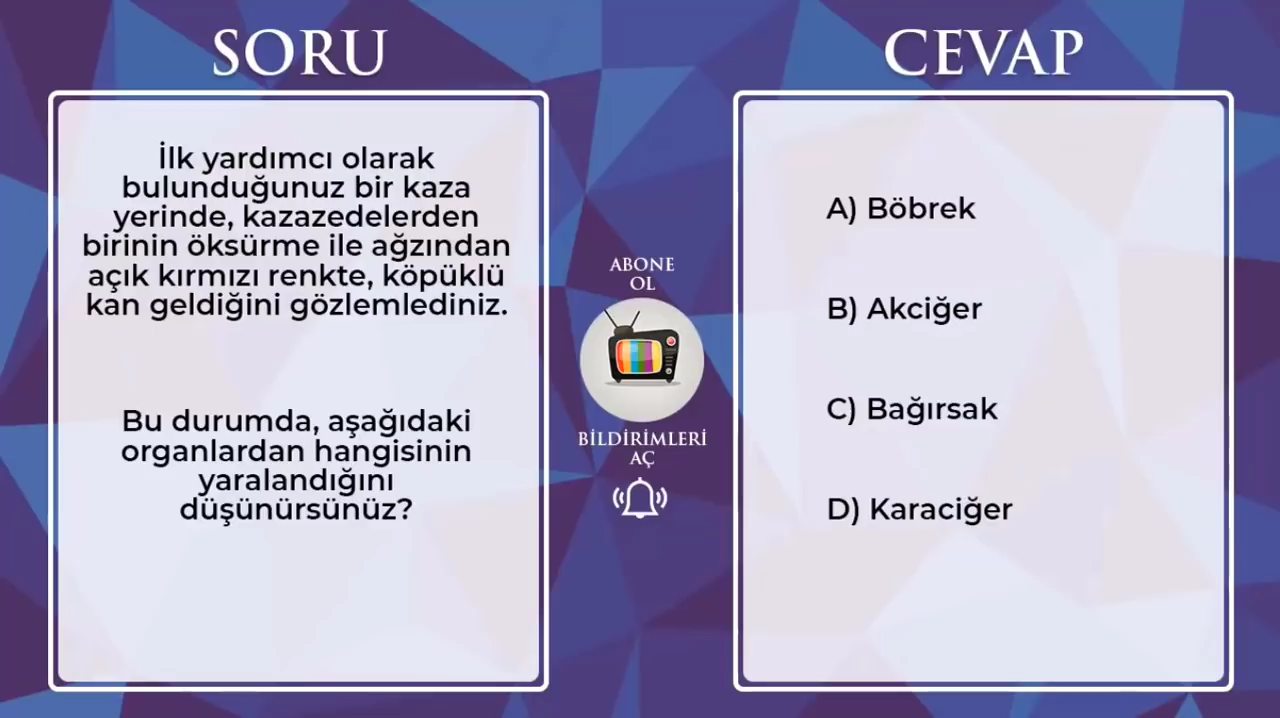 SORU
İlk yardımcı olarak
bulunduğunuz bir kaza
yerinde, kazazedelerden
birinin öksürme ile ağzından
açık kırmızı renkte, köpüklü
kan geldiğini gözlemlediniz.
Bu durumda, aşağıdaki
organlardan hangisinin
yaralandığını
düşünürsünüz?
ABONE
OL
BİLDİRİMLERİ
AÇ
CEVAP
A) Böbrek
B) Akciğer
C) Bağırsak
D) Karaciğer